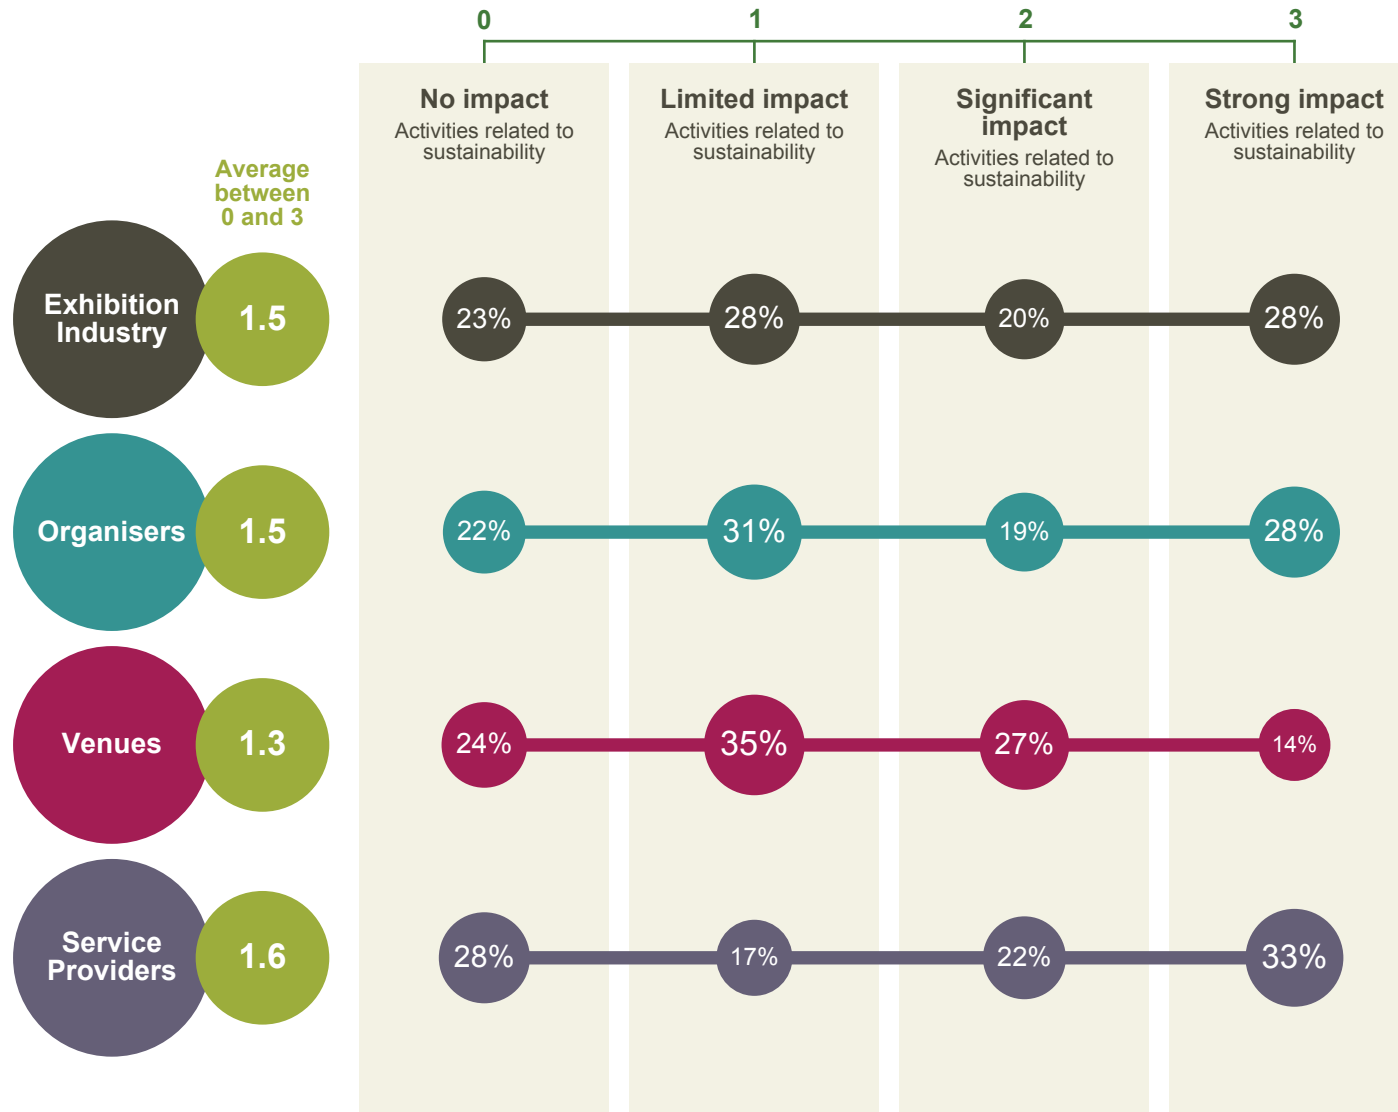 0
1
2
3
No impact
Activities related to
sustainability
Limited impact
Activities related to
sustainability
Significant
impact
Activities related to
sustainability
Strong impact
Activities related to
sustainability
Average
between
0 and 3
Exhibition
Industry
1.5
23%
28%
20%
28%
Organisers
1.5
22%
31%
19%
28%
Venues
1.3
24%
35%
27%
14%
Service
Providers
1.6
28%
17%
22%
33%